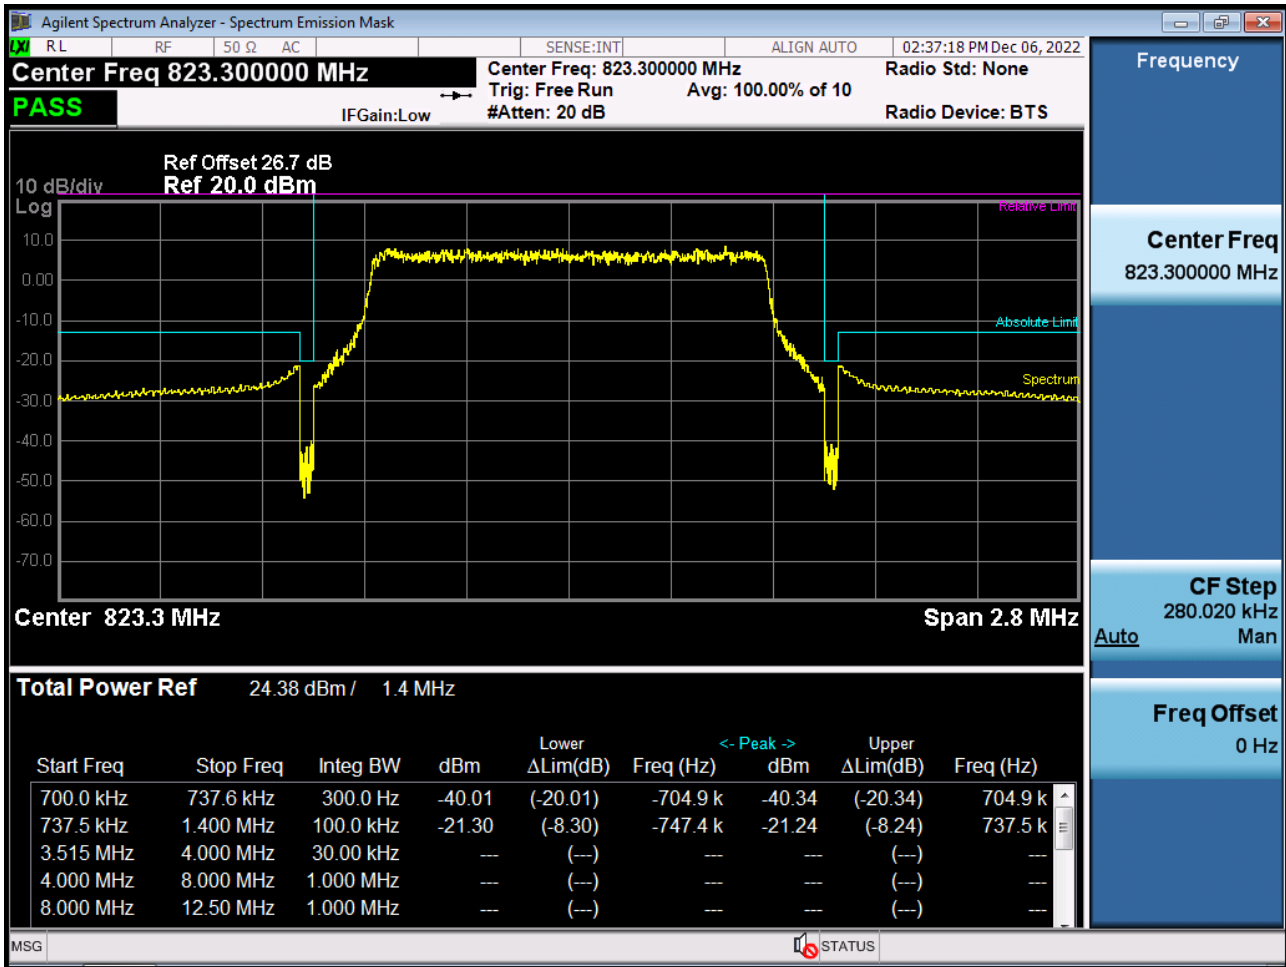 Agilent Spectrum Analyzer - Spectrum Emission Mask
LXI RL RF 50 Ω AC SENSE:INT ALIGN AUTO 02:37:18 PM Dec 06, 2022
Center Freq 823.300000 MHz
PASS
IFGain:Low
Center Freq: 823.300000 MHz
Trig: Free Run Avg: 100.00% of 10
#Atten: 20 dB
Radio Std: None
Radio Device: BTS
Ref Offset 26.7 dB
10 dB/div Ref 20.0 dBm
Log
Relative Limit
10.0
0.00
-10.0
Absolute Limit
-20.0
Spectrum
-30.0
-40.0
-50.0
-60.0
-70.0
Center 823.3 MHz Span 2.8 MHz
Total Power Ref 24.38 dBm / 1.4 MHz
Lower <- Peak -> Upper
Start Freq Stop Freq Integ BW dBm ΔLim(dB) Freq (Hz) dBm ΔLim(dB) Freq (Hz)
700.0 kHz 737.6 kHz 300.0 Hz -40.01 (-20.01) -704.9 k -40.34 (-20.34) 704.9 k
737.5 kHz 1.400 MHz 100.0 kHz -21.30 (-8.30) -747.4 k -21.24 (-8.24) 737.5 k
3.515 MHz 4.000 MHz 30.00 kHz --- (---) --- --- (---) ---
4.000 MHz 8.000 MHz 1.000 MHz --- (---) --- --- (---) ---
8.000 MHz 12.50 MHz 1.000 MHz --- (---) --- --- (---) ---
MSG STATUS
Frequency
Center Freq
823.300000 MHz
CF Step
280.020 kHz
Auto Man
Freq Offset
0 Hz